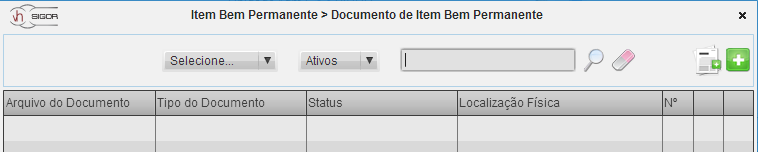 SIGOR Item Bem Permanente > Documento de Item Bem Permanente
Selecione... Ativos
Arquivo do Documento Tipo do Documento Status Localização Física Nº